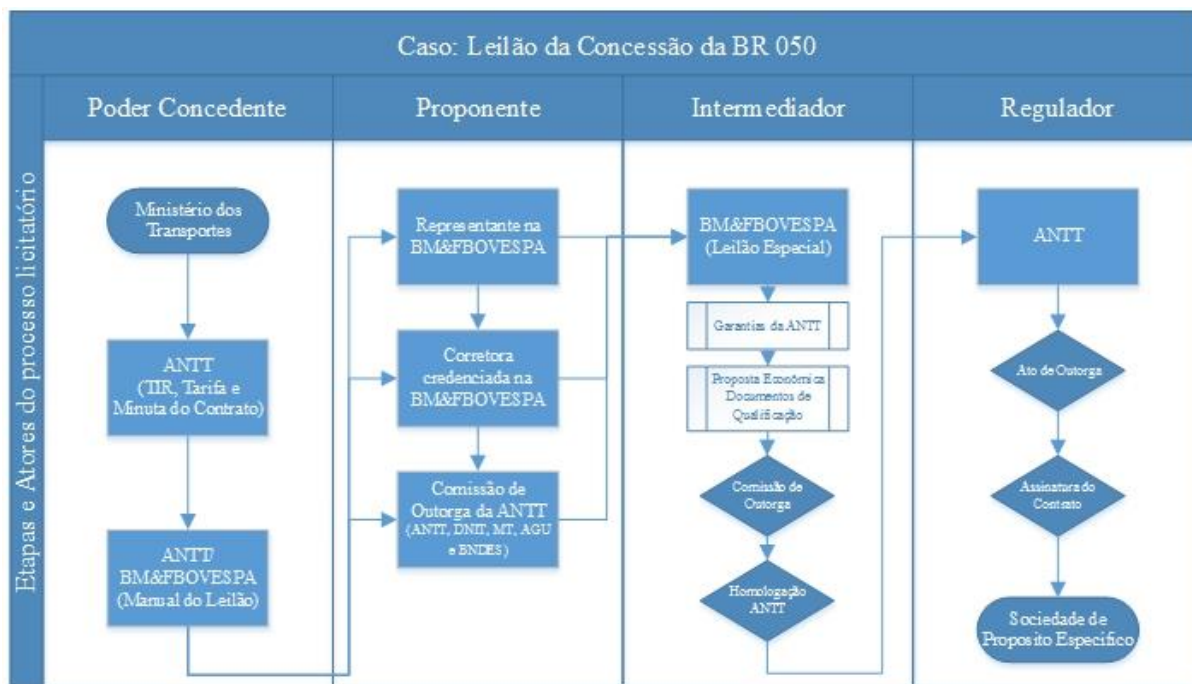 Caso: Leilão da Concessão da BR 050
Etapas e Atores do processo licitatório
Poder Concedente
Proponente
Intermediador
Regulador
Ministério dos
Transportes
ANTT
(TIR, Tarifa e
Minuta do Contrato)
ANTT/
BM&FBOVESPA
(Manual do Leilão)
Representante na
BM&FBOVESPA
Corretora
credenciada na
BM&FBOVESPA
Comissão de
Outorga da ANTT
(ANTT, DNIT, MT, AGU
e BNDES)
BM&FBOVESPA
(Leilão Especial)
Garantias da ANTT
Proposta Econômica
Documentos de
Qualificação
Comissão de
Outorga
Homologação
ANTT
ANTT
Ato de Outorga
Assinatura do
Contrato
Sociedade de
Proposito Especifico